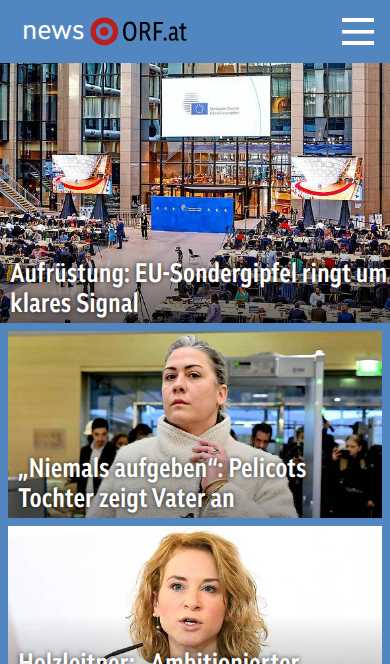 news ORF.at
Aufrüstung: EU-Sondergipfel ringt um
klares Signal
„Niemals aufgeben“: Pelicots
Tochter zeigt Vater an
Holzleitner: „Ambitionierter